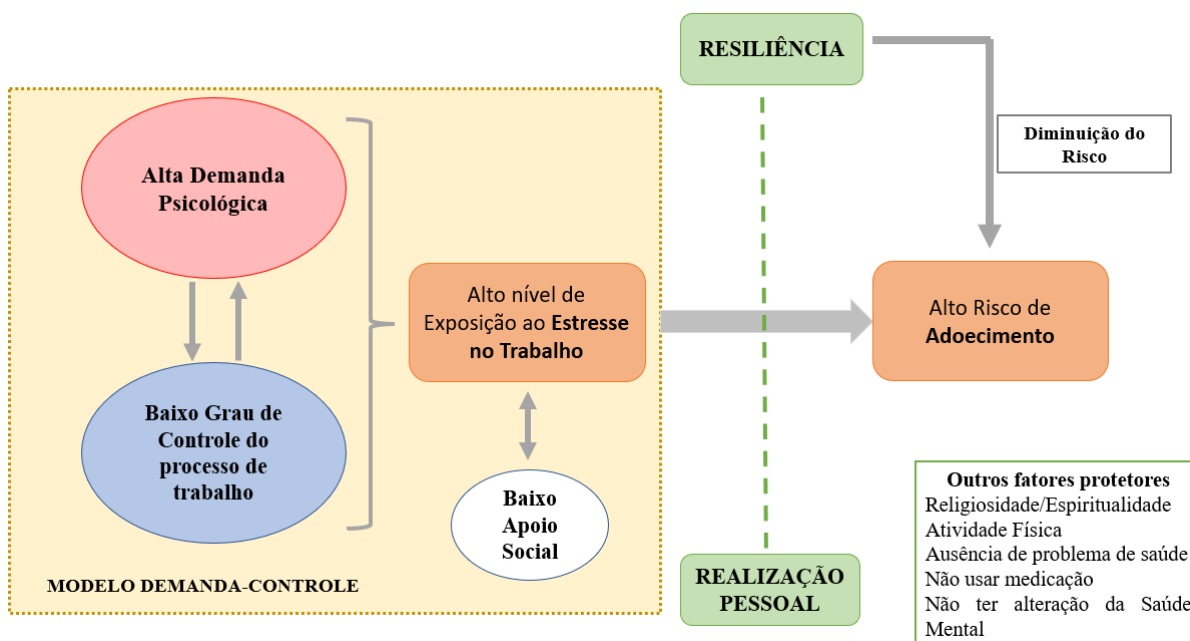 RESILIÊNCIA
Diminuição do
Risco
Alta Demanda
Psicológica
Alto nível de
Exposição ao Estresse
no Trabalho
Alto Risco de
Adoecimento
Baixo Grau de
Controle do
processo de
trabalho
Baixo
Apoio
Social
MODELO DEMANDA-CONTROLE
REALIZAÇÃO
PESSOAL
Outros fatores protetores
Religiosidade/Espiritualidade
Atividade Física
Ausência de problema de saúde
Não usar medicação
Não ter alteração da Saúde
Mental